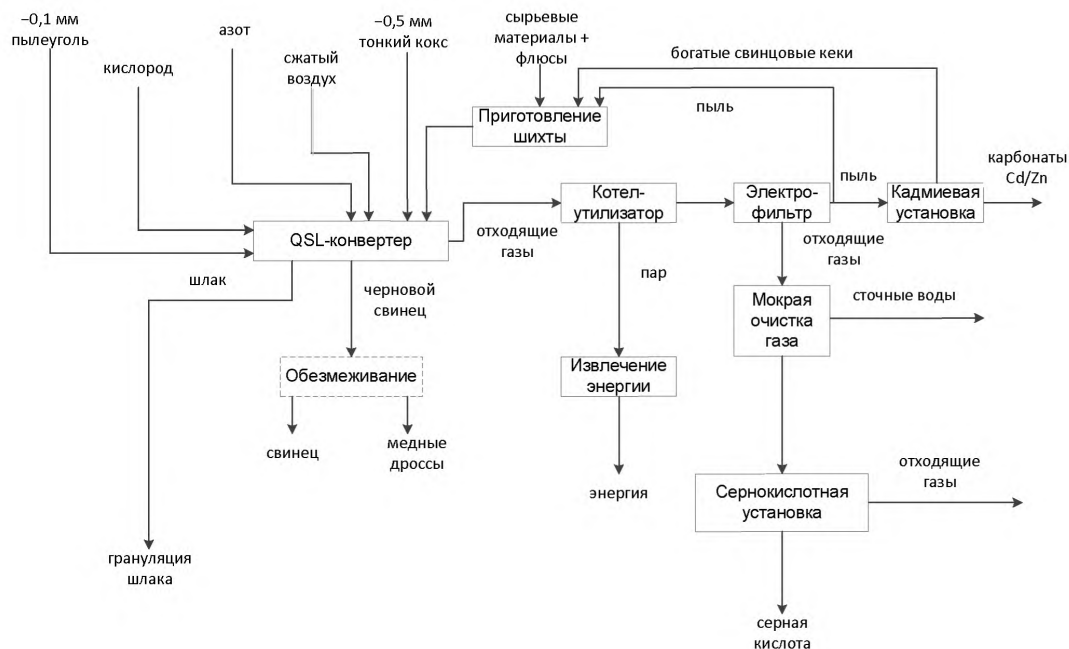 −0,1 мм
пылеуголь
кислород
азот
сжатый
воздух
−0,5 мм
тонкий кокс
сырьевые
материалы +
флюсы
богатые свинцовые кеки
пыль
Приготовление
шихты
карбонаты
Cd/Zn
QSL-конвертер
отходящие
газы
Котел-
утилизатор
Электро-
фильтр
пыль
Кадмиевая
установка
шлак
черновой
свинец
пар
отходящие
газы
Мокрая
очистка
газа
сточные воды
Обезмеживание
Извлечение
энергии
свинец
медные
дроссы
энергия
Сернокислотная
установка
отходящие
газы
грануляция
шлака
серная
кислота